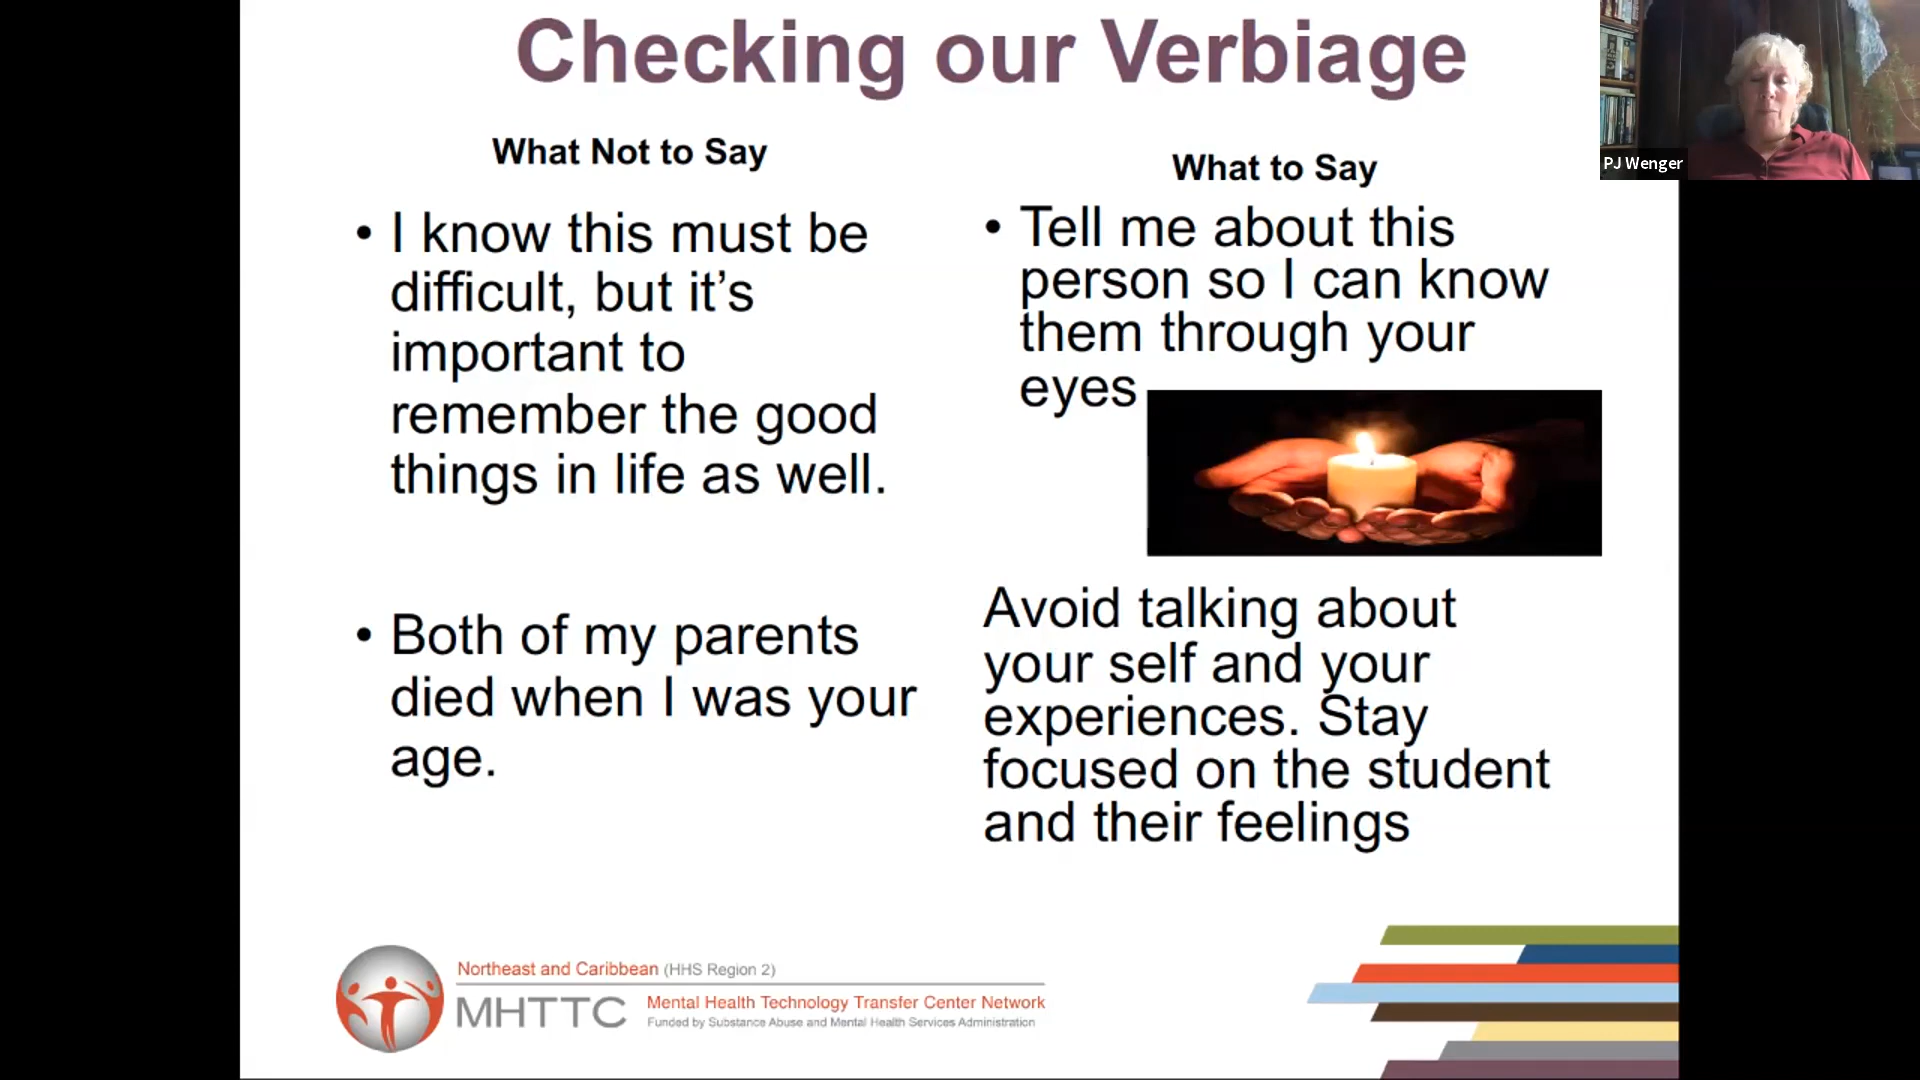 Checking our Verbiage
What Not to Say
• I know this must be
difficult, but it's
important to
remember the good
things in life as well.
• Both of my parents
died when I was your
age.
What to Say
• Tell me about this
person so I can know
them through your
eyes
Avoid talking about
your self and your
experiences. Stay
focused on the student
and their feelings
PJ Wenger
Northeast and Caribbean (HHS Region 2)
MHTTC
Mental Health Technology Transfer Center Network
Funded by Substance Abuse and Mental Health Services Administration